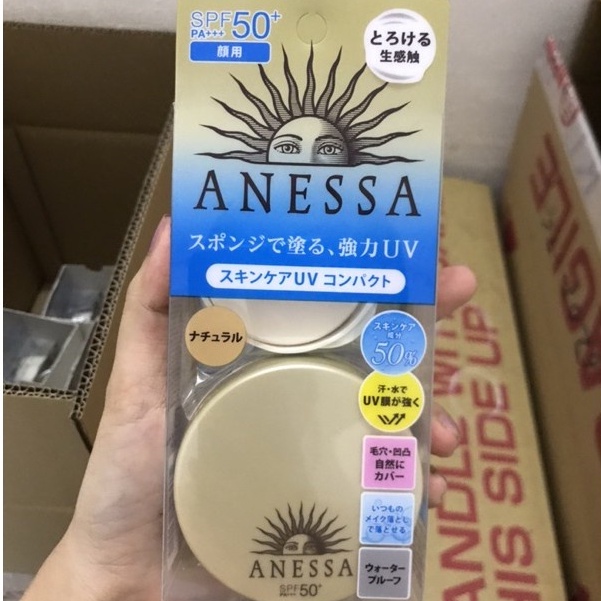 SPF50+
PA+++
顔用
とろける
生感触
ANESSA
スポンジで塗る、強力UV
スキンケアUV コンパクト
ナチュラル
スキンケア
成分
50%
汗・水で
UV膜が強く
毛穴・凹凸
自然に
カバー
いつもの
メイク落とし
で落とせる
ウォーター
プルーフ
ANESSA
SPF50+
PA+++
HANDLE WITH
THIS SIDE UP